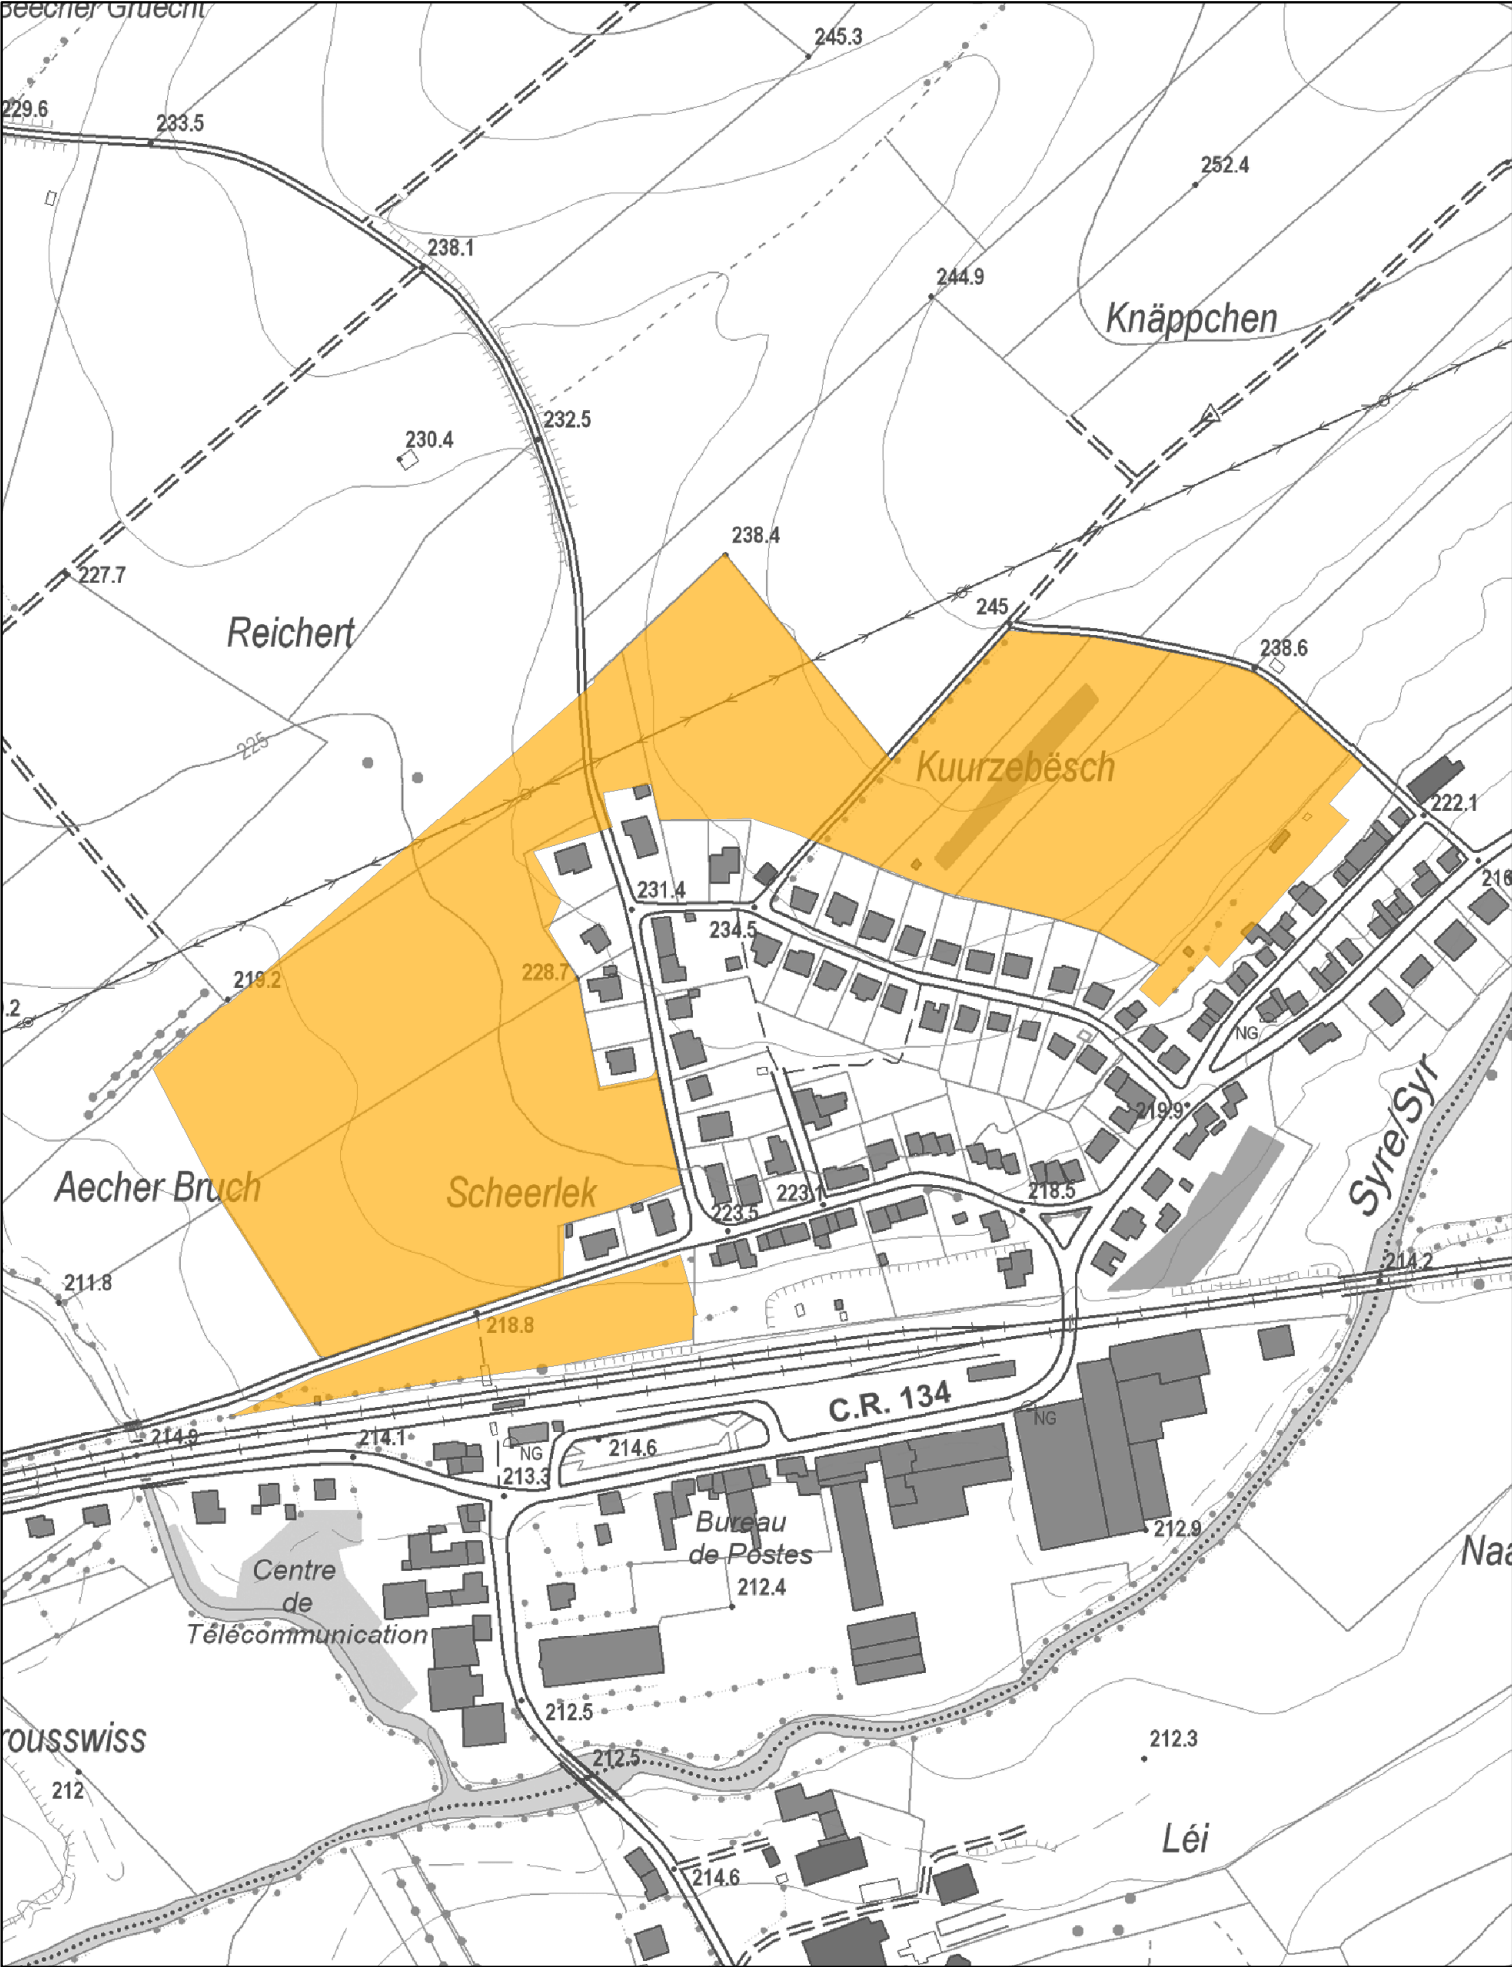 Beecher Gruecht
245.3
229.6
233.5
252.4
238.1
244.9
Knäppchen
232.5
230.4
238.4
227.7
245
Reichert
238.6
225
Kuurzebësch
222.1
231.4
216
234.5
228.7
219.2
.2
NG
Syre/Syr
219.9
Aecher Bruch
Scheerlek
223.1
218.5
223.5
214.2
211.8
218.8
C.R. 134
NG
214.9
214.1
214.6
NG
213.3
Bureau
de Postes
212.9
Naa
Centre
de
Télécommunication
212.4
212.5
rousswiss
212.3
212.5
212
Léi
214.6